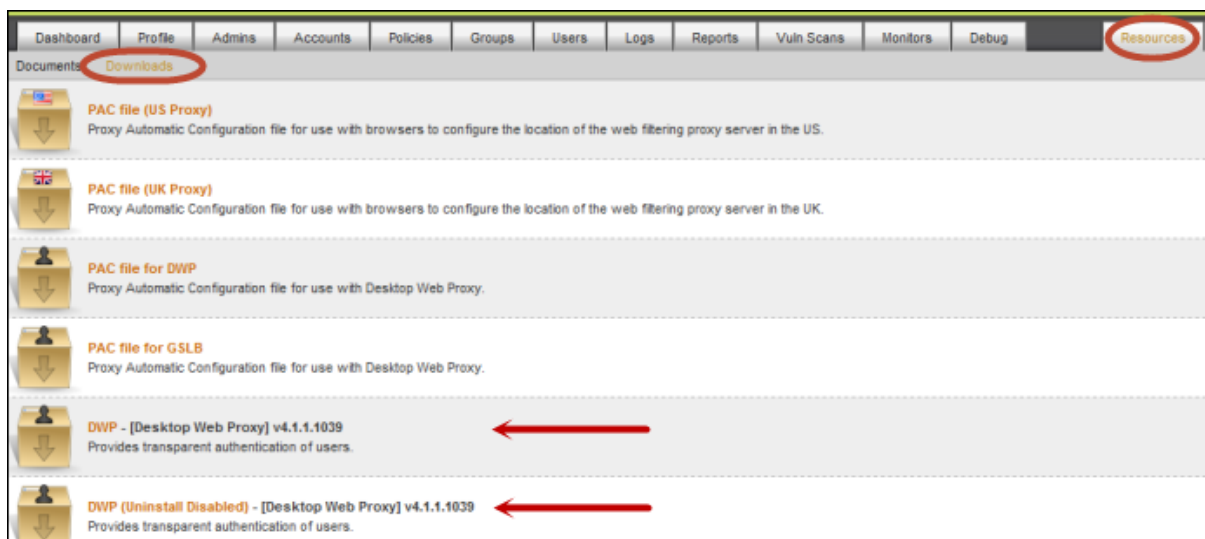 Dashboard Profile Admins Accounts Policies Groups Users Logs Reports Vuln Scans Monitors Debug Resources
Documents Downloads
PAC file (US Proxy)
Proxy Automatic Configuration file for use with browsers to configure the location of the web filtering proxy server in the US.
PAC file (UK Proxy)
Proxy Automatic Configuration file for use with browsers to configure the location of the web filtering proxy server in the UK.
PAC file for DWP
Proxy Automatic Configuration file for use with Desktop Web Proxy.
PAC file for GSLB
Proxy Automatic Configuration file for use with Desktop Web Proxy.
DWP - [Desktop Web Proxy] v4.1.1.1039
Provides transparent authentication of users.
DWP (Uninstall Disabled) - [Desktop Web Proxy] v4.1.1.1039
Provides transparent authentication of users.